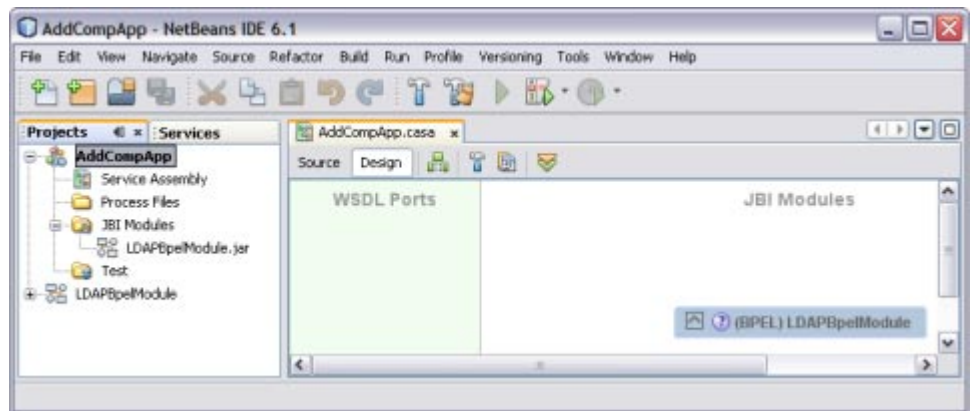 AddCompApp - NetBeans IDE 6.1
File Edit View Navigate Source Refactor Build Run Profile Versioning Tools Window Help
Projects Services
AddCompApp.casa
AddCompApp
Service Assembly
Process Files
JBI Modules
LDAPBpelModule.jar
Test
LDAPBpelModule
Source Design
WSDL Ports
JBI Modules
(BPEL) LDAPBpelModule